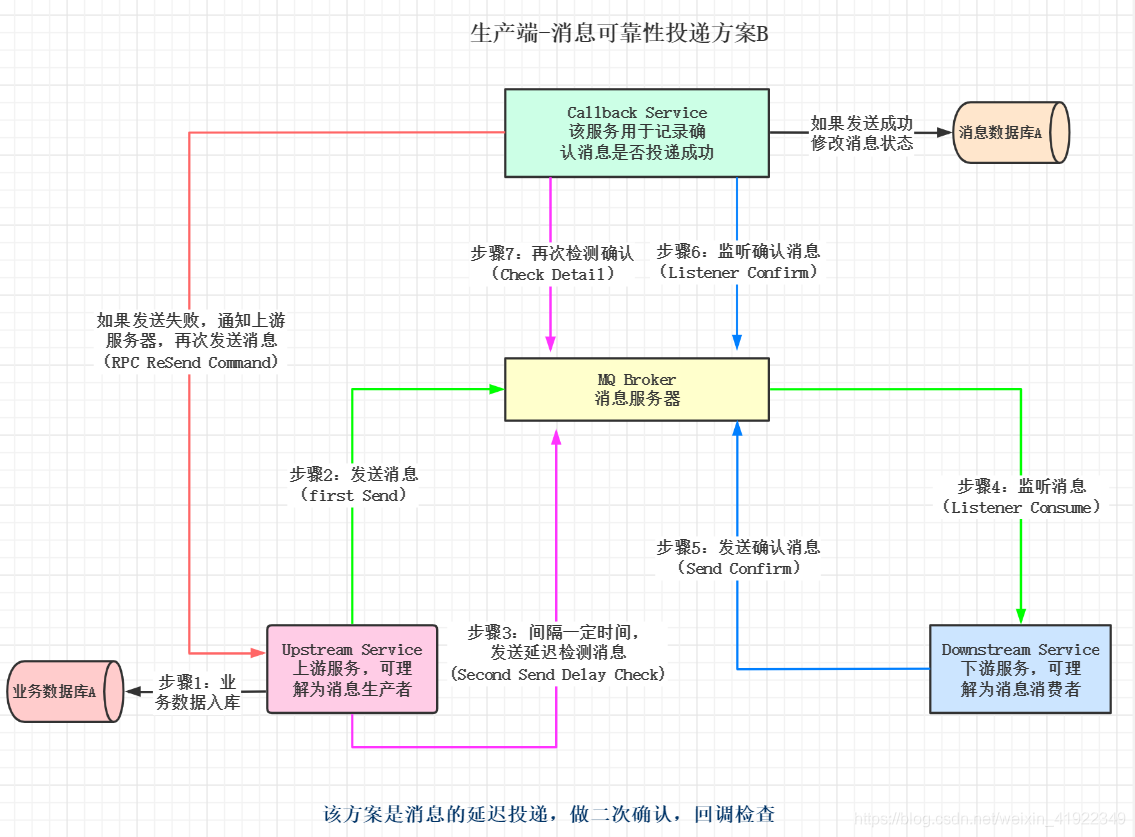 生产端-消息可靠性投递方案B
Callback Service
该服务用于记录确
认消息是否投递成功
如果发送成功
修改消息状态
消息数据库A
步骤7：再次检测确认
(Check Detail)
步骤6：监听确认消息
(Listener Confirm)
如果发送失败，通知上游
服务器，再次发送消息
(RPC ReSend Command)
MQ Broker
消息服务器
步骤2：发送消息
(first Send)
步骤4：监听消息
(Listener Consume)
步骤5：发送确认消息
(Send Confirm)
步骤3：间隔一定时间，
发送延迟检测消息
(Second Send Delay Check)
Upstream Service
上游服务，可理
解为消息生产者
Downstream Service
下游服务，可理
解为消息消费者
业务数据库A
步骤1：业
务数据入库
该方案是消息的延迟投递，做二次确认，回调检查
https://blog.csdn.net/weixin_41922349